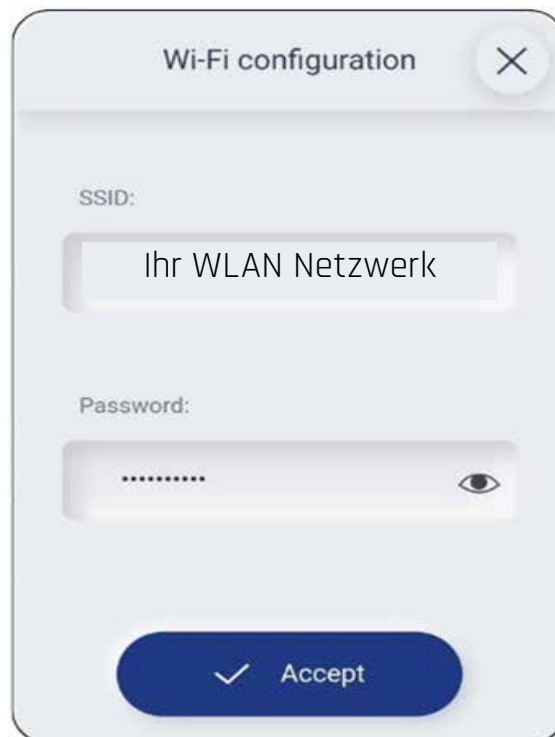 Wi-Fi configuration
SSID:
Ihr WLAN Netzwerk
Password:
••••••••••
Accept